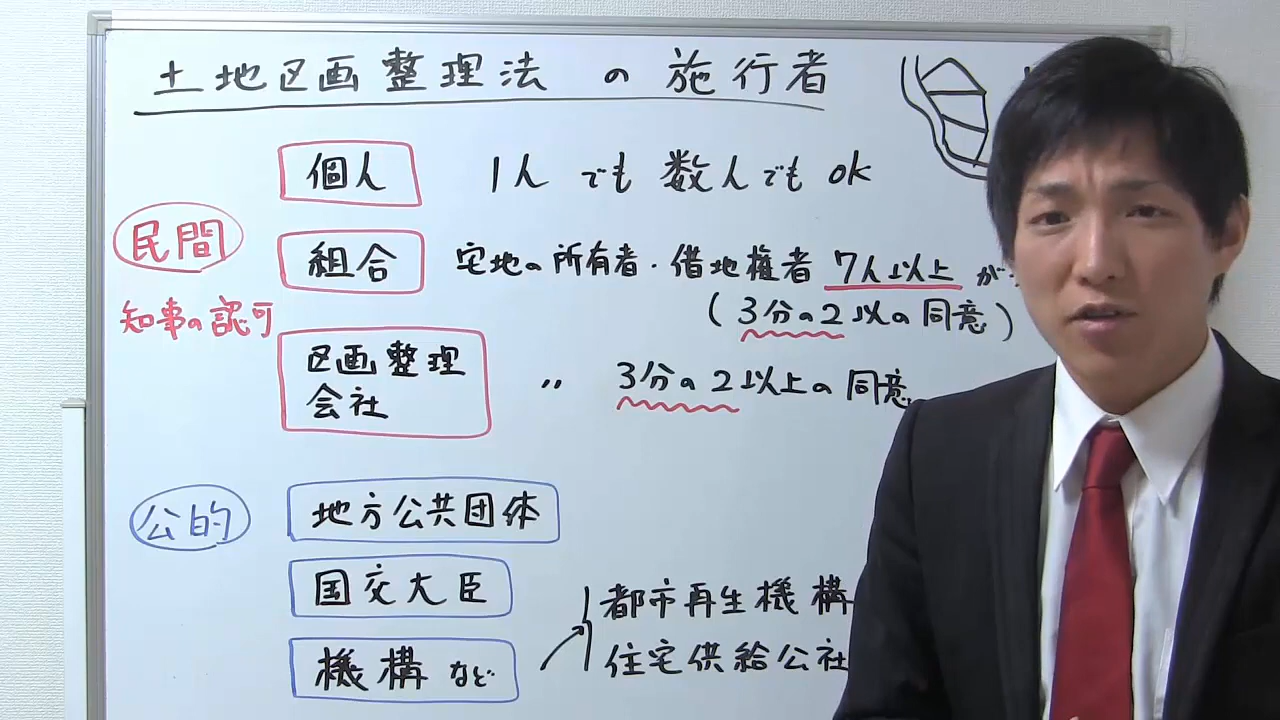 土地区画整理法 の 施行者
個人 1人 でも 数人でも ok
民間
組合 宅地の所有者・借地権者 7人以上 が
(3分の2以の同意)
知事の認可
区画整理
会社 〃 3分の2以上の同意
公的
地方公共団体
国交大臣
都市再生機構
機構など
住宅供給公社